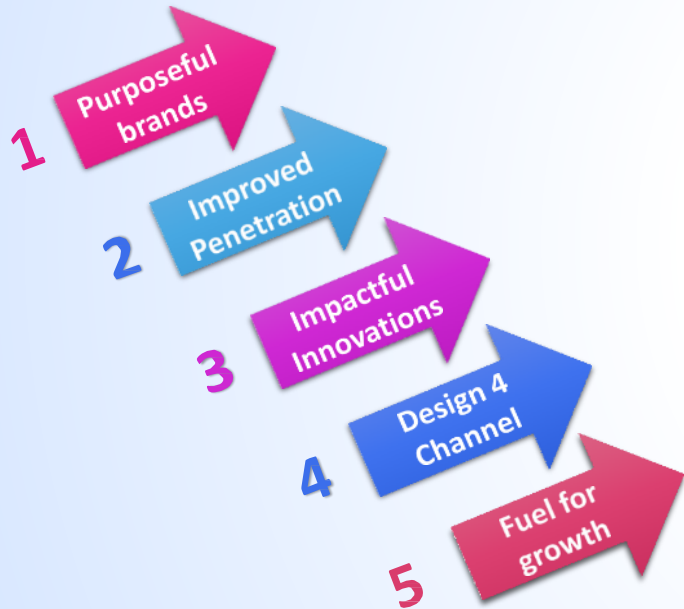 1
Purposeful
brands
2
Improved
Penetration
3
Impactful
Innovations
4
Design 4
Channel
5
Fuel for
growth